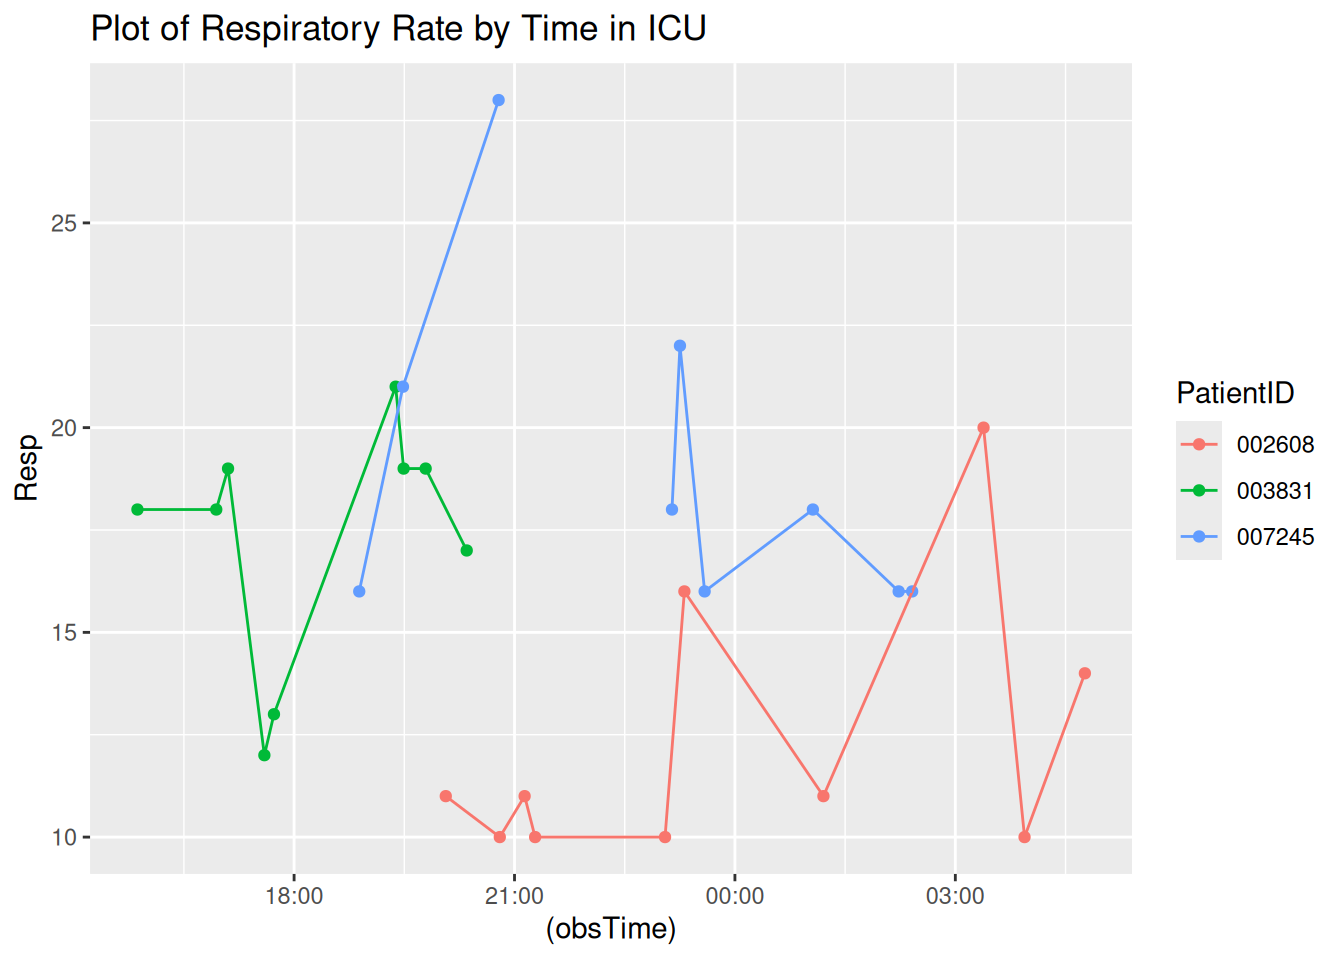 Plot of Respiratory Rate by Time in ICU
Resp
25
20
15
10
18:00 21:00 00:00 03:00
(obsTime)
PatientID
002608
003831
007245